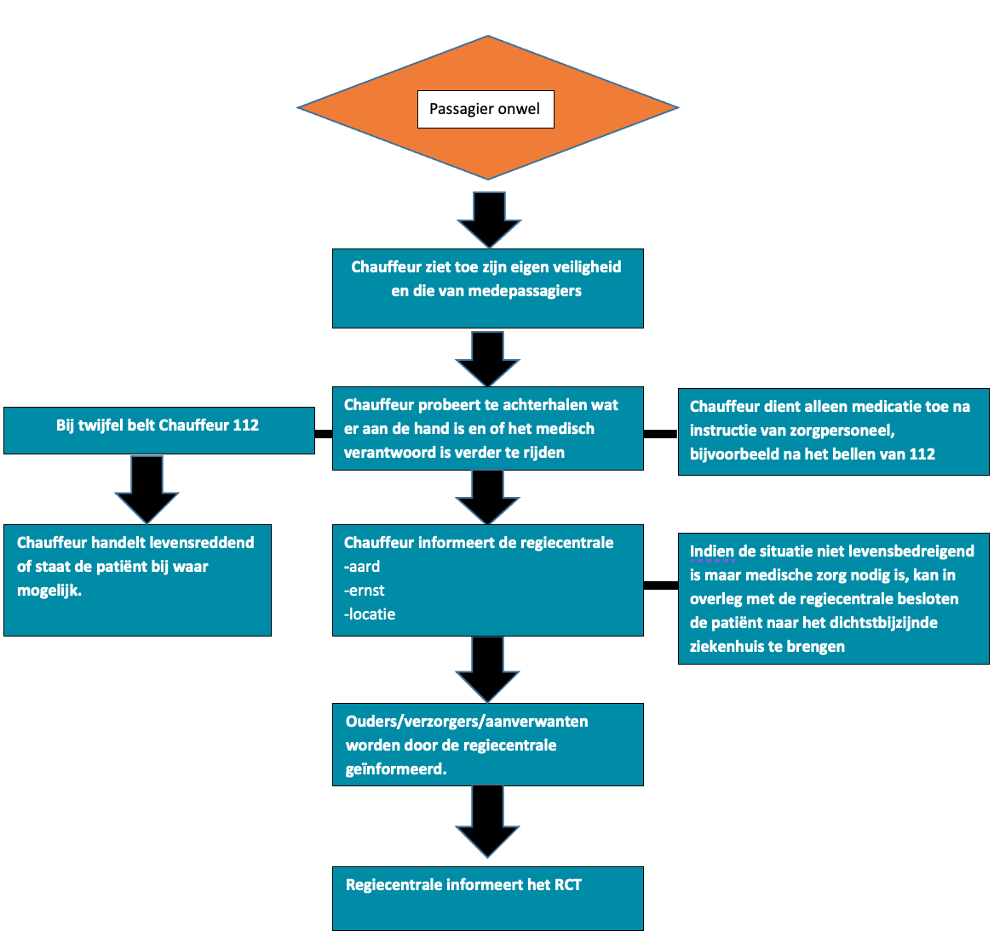 Passagier onwel
Chauffeur ziet toe zijn eigen veiligheid
en die van medepassagiers
Bij twijfel belt Chauffeur 112
Chauffeur probeert te achterhalen wat
er aan de hand is en of het medisch
verantwoord is verder te rijden
Chauffeur dient alleen medicatie toe na
instructie van zorgpersoneel,
bijvoorbeeld na het bellen van 112
Chauffeur handelt levensreddend
of staat de patiënt bij waar
mogelijk.
Chauffeur informeert de regiecentrale
-aard
-ernst
-locatie
Indien de situatie niet levensbedreigend
is maar medische zorg nodig is, kan in
overleg met de regiecentrale besloten
de patiënt naar het dichtstbijzijnde
ziekenhuis te brengen
Ouders/verzorgers/aanverwanten
worden door de regiecentrale
geïnformeerd.
Regiecentrale informeert het RCT